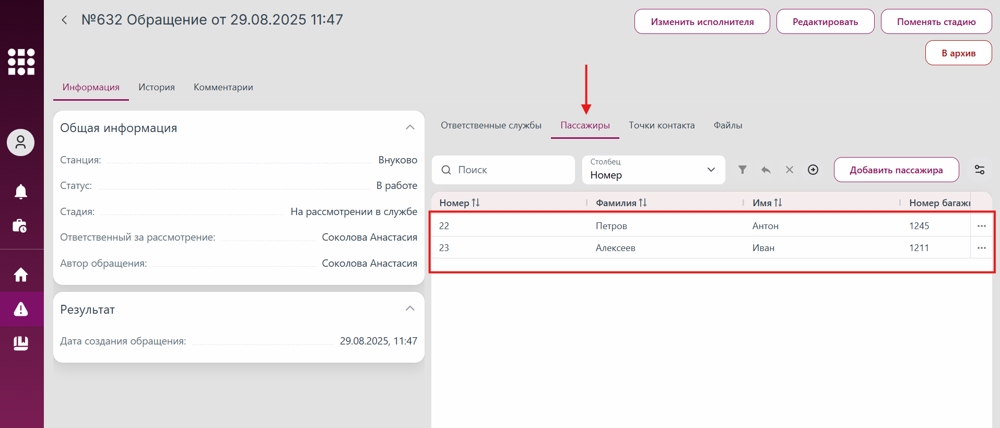 №632 Обращение от 29.08.2025 11:47
Изменить исполнителя
Редактировать
Поменять стадию
В архив
Информация
История
Комментарии
Общая информация
Станция: Внуково
Статус: В работе
Стадия: На рассмотрении в службе
Ответственный за рассмотрение: Соколова Анастасия
Автор обращения: Соколова Анастасия
Результат
Дата создания обращения: 29.08.2025, 11:47
Ответственные службы
Пассажиры
Точки контакта
Файлы
Поиск
Столбец
Номер
Добавить пассажира
Номер Фамилия Имя Номер багаж
22 Петров Антон 1245
23 Алексеев Иван 1211